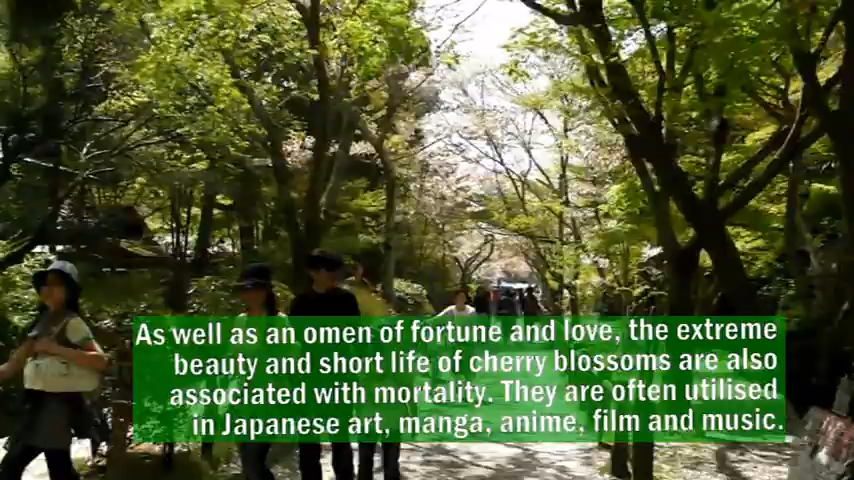 As well as an omen of fortune and love, the extreme
beauty and short life of cherry blossoms are also
associated with mortality. They are often utilised
in Japanese art, manga, anime, film and music.